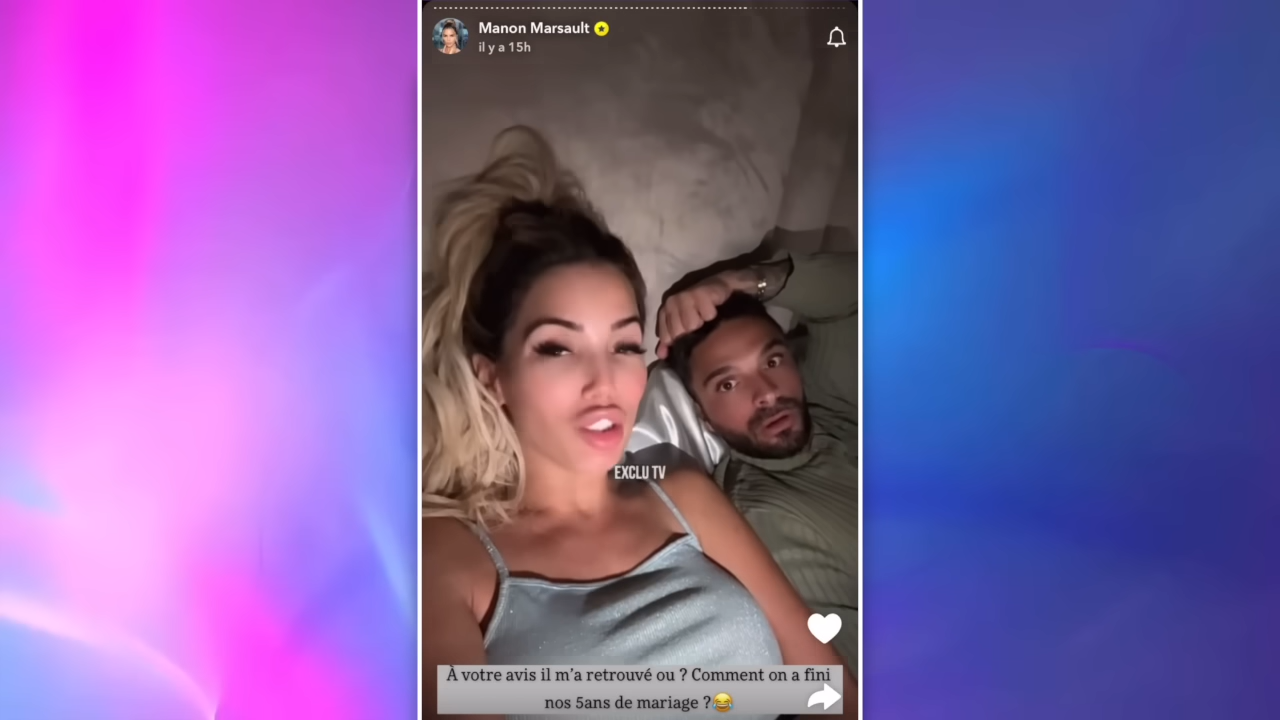 Manon Marsault
il y a 15h
EXCLU TV
À votre avis il m'a retrouvé ou ? Comment on a fini
nos 5ans de mariage ?😂